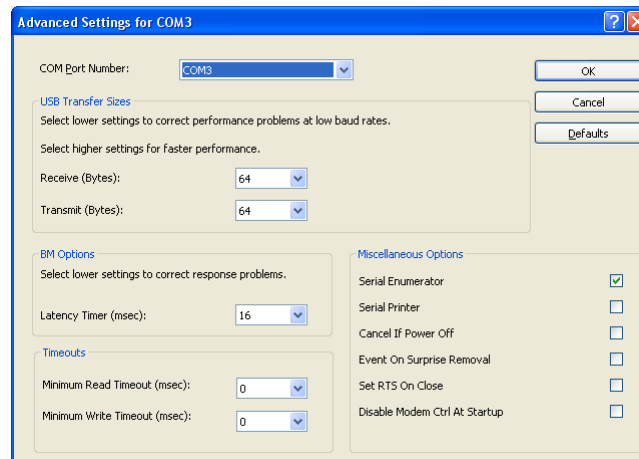 Advanced Settings for COM3
COM Port Number:
COM3
OK
Cancel
Defaults
USB Transfer Sizes
Select lower settings to correct performance problems at low baud rates.
Select higher settings for faster performance.
Receive (Bytes):
64
Transmit (Bytes):
64
BM Options
Select lower settings to correct response problems.
Latency Timer (msec):
16
Timeouts
Minimum Read Timeout (msec):
0
Minimum Write Timeout (msec):
0
Miscellaneous Options
Serial Enumerator
Serial Printer
Cancel If Power Off
Event On Surprise Removal
Set RTS On Close
Disable Modem Ctrl At Startup